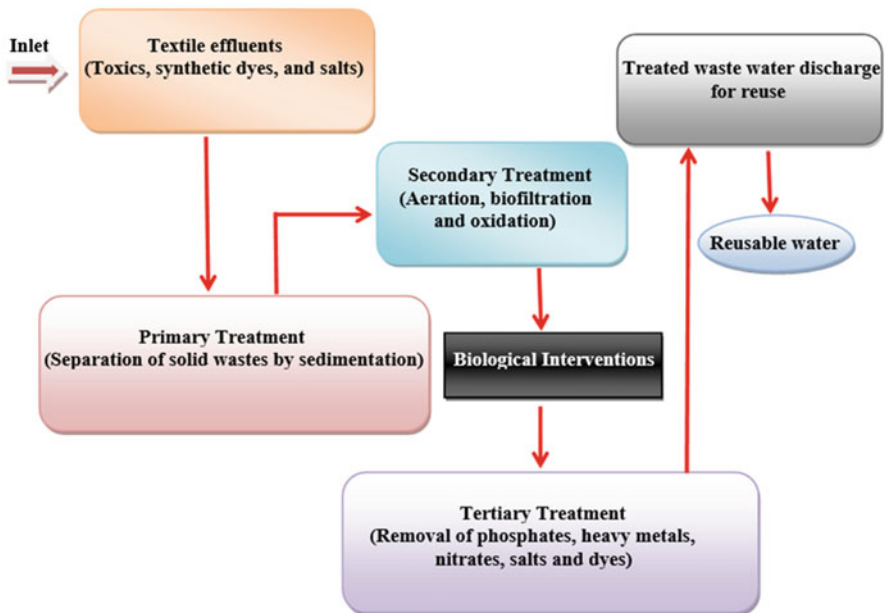 Inlet
Textile effluents
(Toxics, synthetic dyes, and salts)
Primary Treatment
(Separation of solid wastes by sedimentation)
Secondary Treatment
(Aeration, biofiltration
and oxidation)
Biological Interventions
Tertiary Treatment
(Removal of phosphates, heavy metals,
nitrates, salts and dyes)
Treated waste water discharge
for reuse
Reusable water